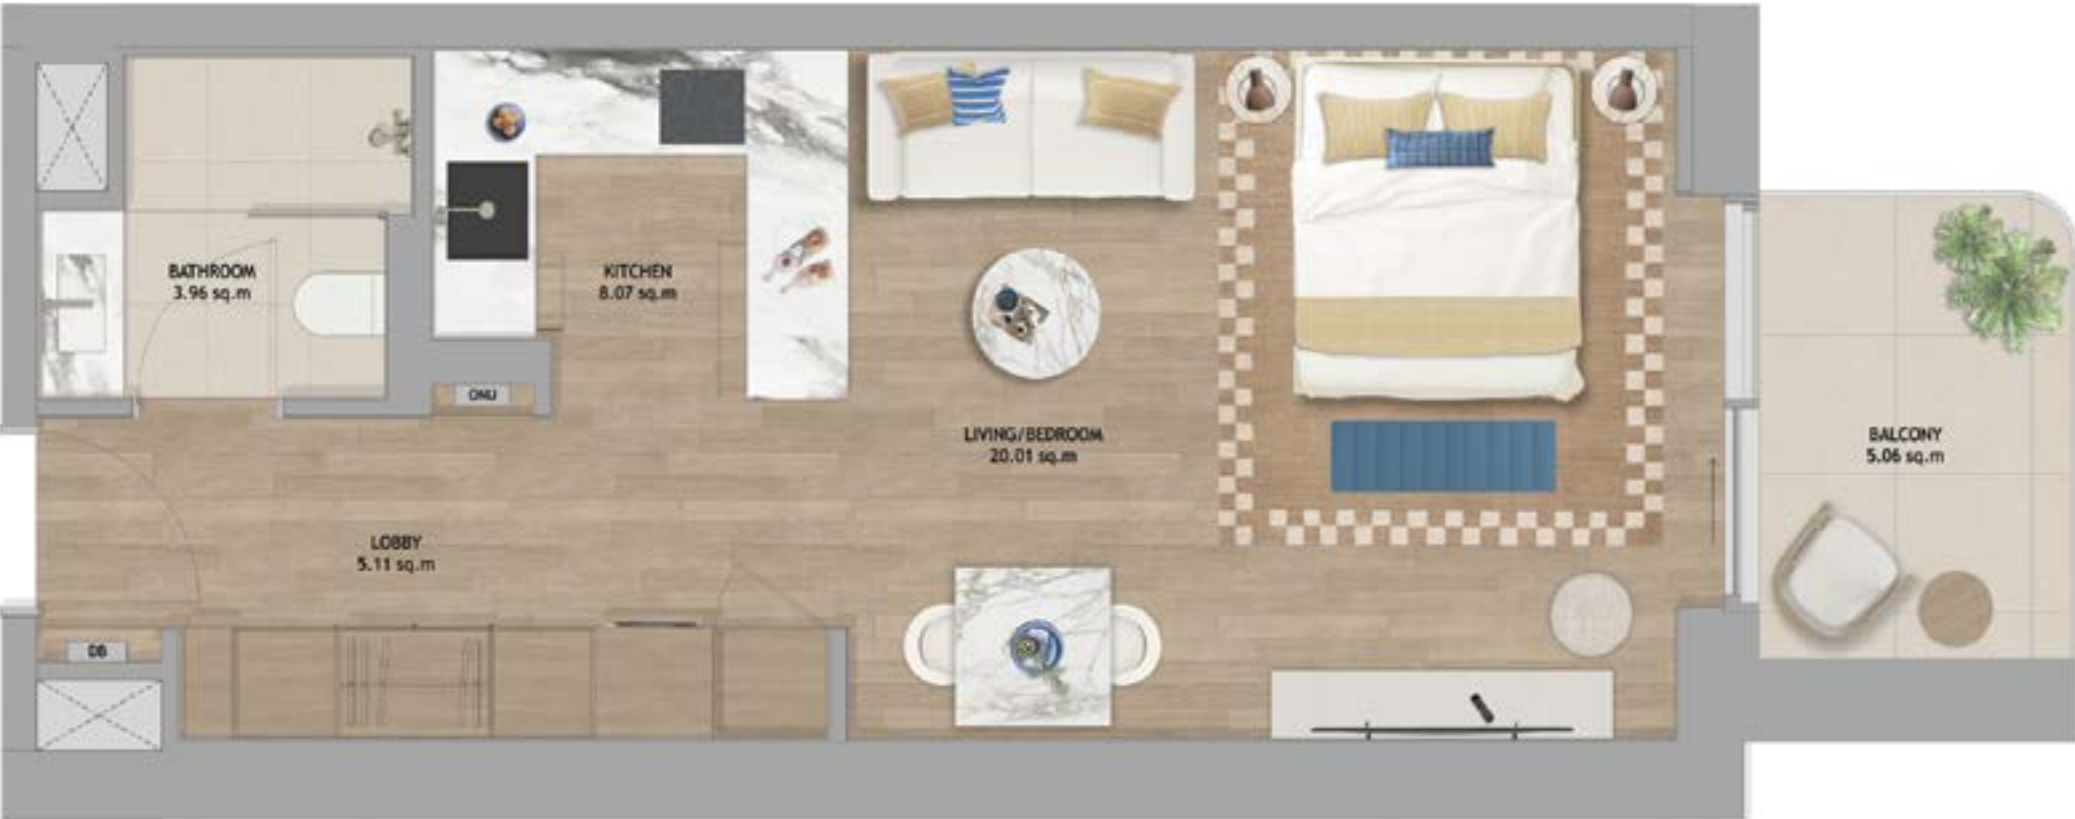 BATHROOM
3.96 sq.m
KITCHEN
8.07 sq.m
ONU
LIVING/BEDROOM
20.01 sq.m
BALCONY
5.06 sq.m
LOBBY
5.11 sq.m
DB